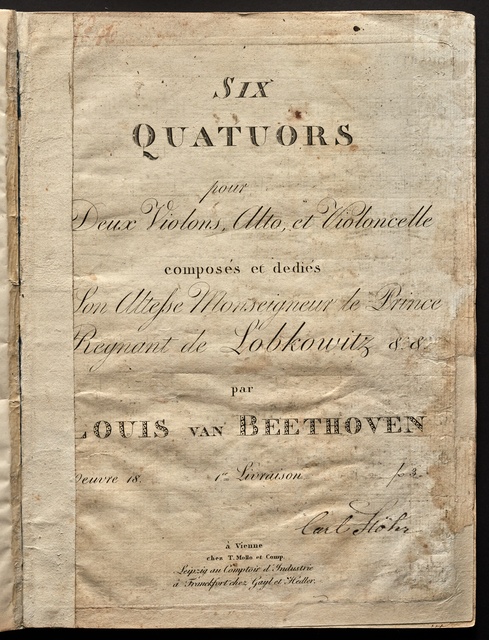 SIX
QUATUORS
pour
Deux Violons, Alto, et Violoncelle
composés et dediés
Son Altesse Monseigneur le Prince
Regnant de Lobkowitz &. &.
par
LOUIS VAN BEETHOVEN
Oeuvre 18. 1re Livraison
Carl
à Vienne
chez T. Mollo et Comp.
Leipzig au Comptoir d'Industrie
à Francfort chez Gayl et Hedler.